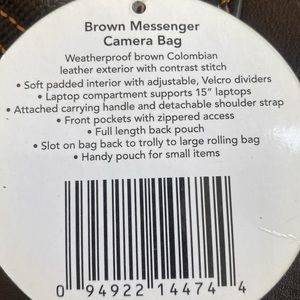 Brown Messenger
Camera Bag
Weatherproof brown Colombian
leather exterior with contrast stitch
• Soft padded interior with adjustable, Velcro dividers
• Laptop compartment supports 15" laptops
• Attached carrying handle and detachable shoulder strap
• Front pockets with zippered access
• Full length back pouch
• Slot on bag back to trolly to large rolling bag
• Handy pouch for small items
0 94922 14474 4